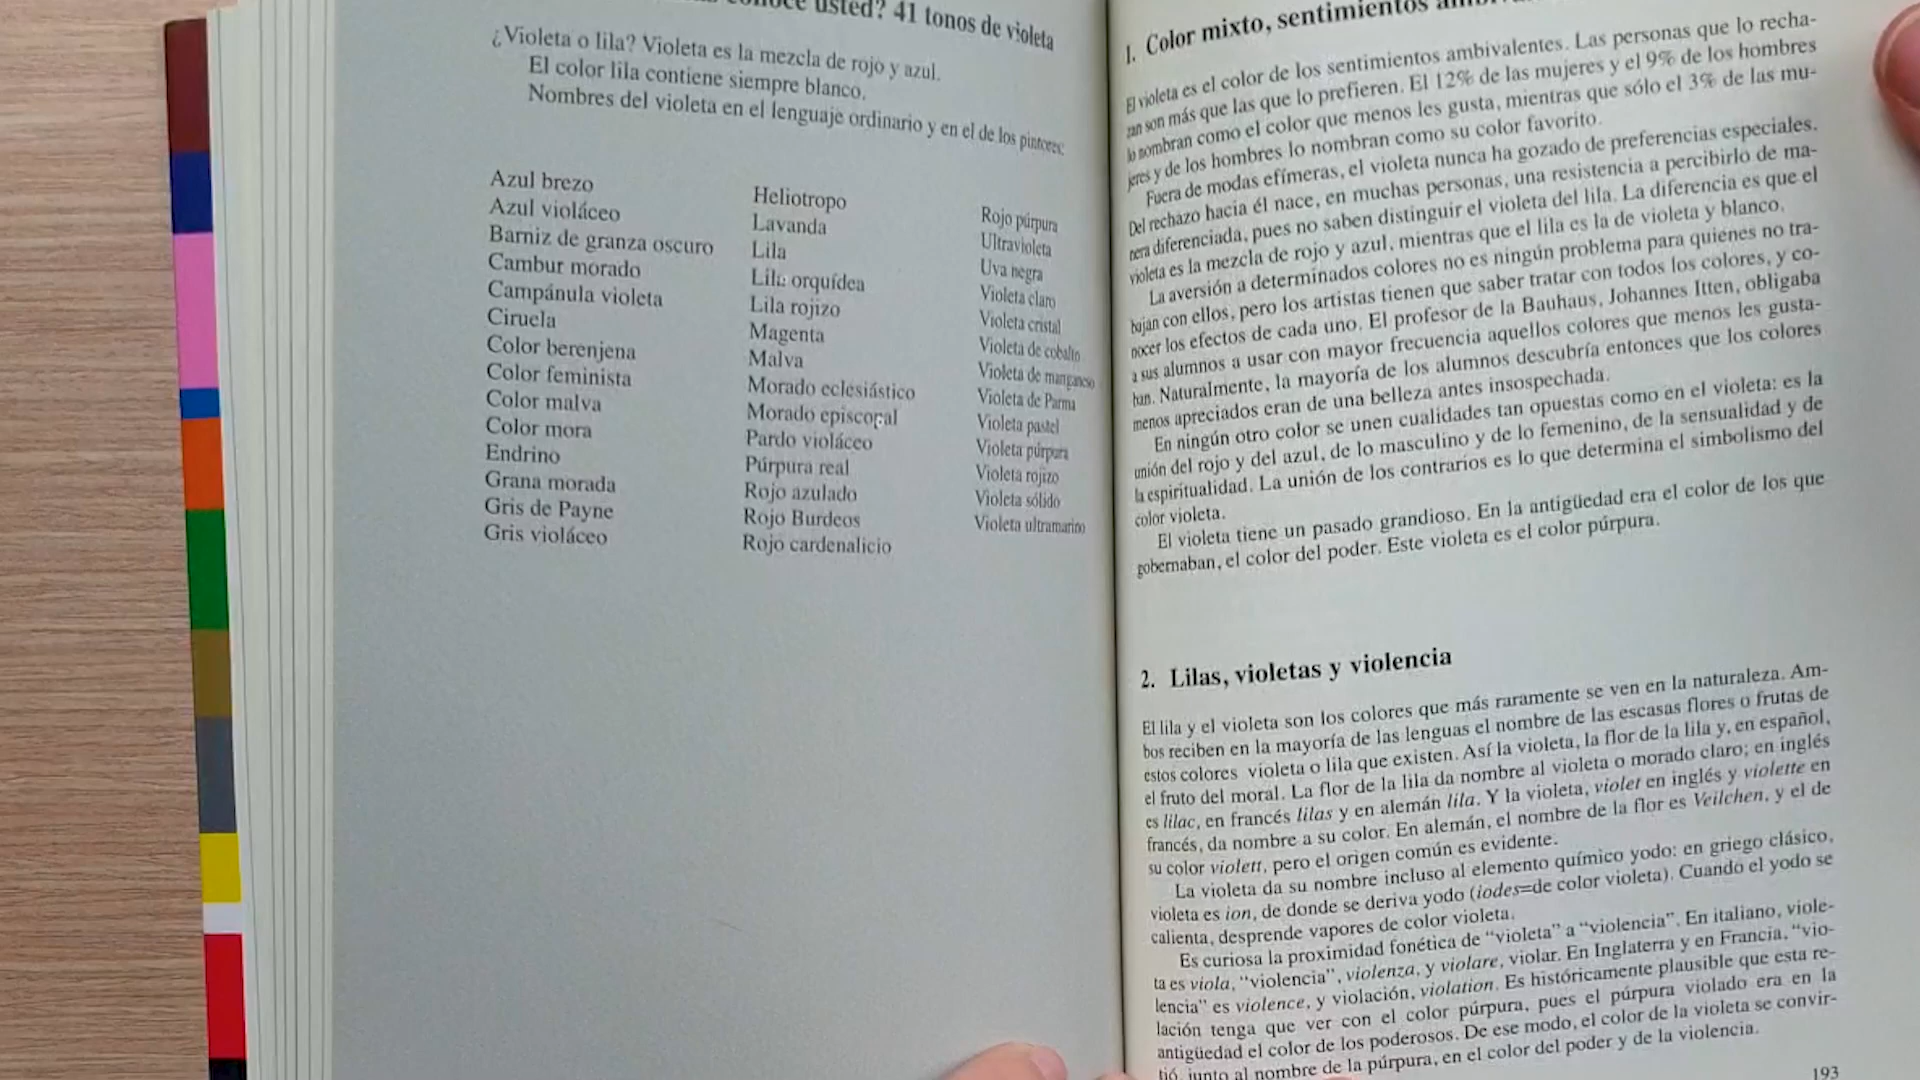 usted? 41 tonos de violeta
¿Violeta o lila? Violeta es la mezcla de rojo y azul.
El color lila contiene siempre blanco.
Nombres del violeta en el lenguaje ordinario y en el de los pintores:
Azul brezo
Azul violáceo
Barniz de granza oscuro
Cambur morado
Campánula violeta
Ciruela
Color berenjena
Color feminista
Color malva
Color mora
Endrino
Grana morada
Gris de Payne
Gris violáceo
Heliotropo
Lavanda
Lila
Lila orquídea
Lila rojizo
Magenta
Malva
Morado eclesiástico
Morado episcopal
Pardo violáceo
Púrpura real
Rojo azulado
Rojo Burdeos
Rojo cardenalicio
Rojo púrpura
Ultravioleta
Uva negra
Violeta claro
Violeta cristal
Violeta de cobalto
Violeta de manganeso
Violeta de Parma
Violeta pastel
Violeta púrpura
Violeta rojizo
Violeta sólido
Violeta ultramarino
1. Color mixto, sentimientos
El violeta es el color de los sentimientos ambivalentes. Las personas que lo recha-
zan son más que las que lo prefieren. El 12% de las mujeres y el 9% de los hombres
lo nombran como el color que menos les gusta, mientras que sólo el 3% de las mu-
jeres y de los hombres lo nombran como su color favorito.
Fuera de modas efímeras, el violeta nunca ha gozado de preferencias especiales.
Del rechazo hacia él nace, en muchas personas, una resistencia a percibirlo de ma-
nera diferenciada, pues no saben distinguir el violeta del lila. La diferencia es que el
violeta es la mezcla de rojo y azul, mientras que el lila es la de violeta y blanco.
La aversión a determinados colores no es ningún problema para quienes no tra-
bajan con ellos, pero los artistas tienen que saber tratar con todos los colores, y co-
nocer los efectos de cada uno. El profesor de la Bauhaus, Johannes Itten, obligaba
a sus alumnos a usar con mayor frecuencia aquellos colores que menos les gusta-
ban. Naturalmente, la mayoría de los alumnos descubría entonces que los colores
menos apreciados eran de una belleza antes insospechada.
En ningún otro color se unen cualidades tan opuestas como en el violeta: es la
unión del rojo y del azul, de lo masculino y de lo femenino, de la sensualidad y de
la espiritualidad. La unión de los contrarios es lo que determina el simbolismo del
color violeta.
El violeta tiene un pasado grandioso. En la antigüedad era el color de los que
gobernaban, el color del poder. Este violeta es el color púrpura.
2. Lilas, violetas y violencia
El lila y el violeta son los colores que más raramente se ven en la naturaleza. Am-
bos reciben en la mayoría de las lenguas el nombre de las escasas flores o frutas de
estos colores violeta o lila que existen. Así la violeta, la flor de la lila y, en español,
el fruto del moral. La flor de la lila da nombre al violeta o morado claro; en inglés
es lilac, en francés lilas y en alemán lila. Y la violeta, violet en inglés y violette en
francés, da nombre a su color. En alemán, el nombre de la flor es Veilchen, y el de
su color violett, pero el origen común es evidente.
La violeta da su nombre incluso al elemento químico yodo: en griego clásico,
violeta es ion, de donde se deriva yodo (iodes=de color violeta). Cuando el yodo se
calienta, desprende vapores de color violeta.
Es curiosa la proximidad fonética de “violeta” a “violencia”. En italiano, viole-
ta es viola, “violencia”, violenza, y violare, violar. En Inglaterra y en Francia, “vio-
lencia” es violence, y violación, violation. Es históricamente plausible que esta re-
lación tenga que ver con el color púrpura, pues el púrpura violado era en la
antigüedad el color de los poderosos. De ese modo, el color de la violeta se convir-
tió, junto al nombre de la púrpura, en el color del poder y de la violencia.
193